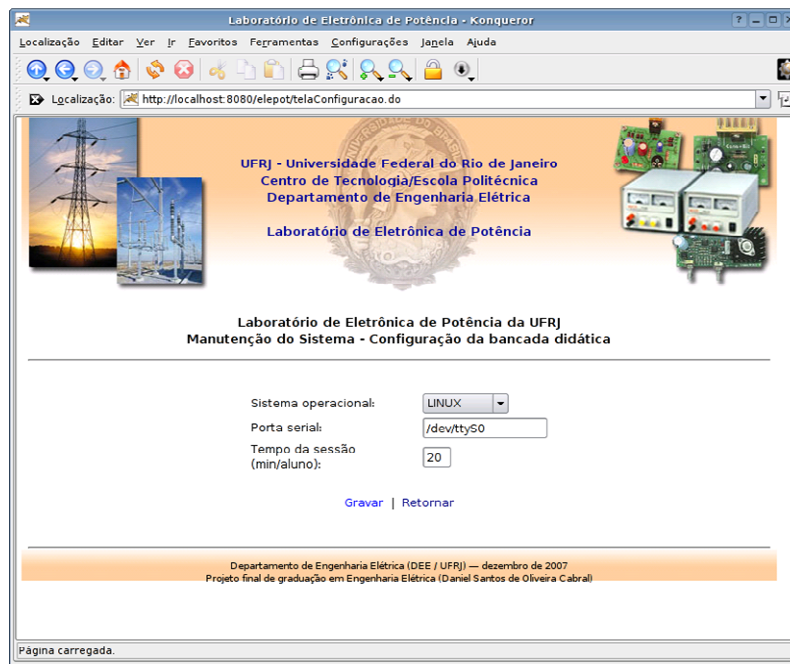 Laboratório de Eletrônica de Potência - Konqueror
Localização Editar Ver Ir Favoritos Ferramentas Configurações Janela Ajuda
Localização: http://localhost:8080/elepot/telaConfiguracao.do
UFRJ - Universidade Federal do Rio de Janeiro
Centro de Tecnologia/Escola Politécnica
Departamento de Engenharia Elétrica
Laboratório de Eletrônica de Potência
Laboratório de Eletrônica de Potência da UFRJ
Manutenção do Sistema - Configuração da bancada didática
Sistema operacional: LINUX
Porta serial: /dev/ttyS0
Tempo da sessão
(min/aluno): 20
Gravar | Retornar
Departamento de Engenharia Elétrica (DEE / UFRJ) — dezembro de 2007
Projeto final de graduação em Engenharia Elétrica (Daniel Santos de Oliveira Cabral)
Página carregada.